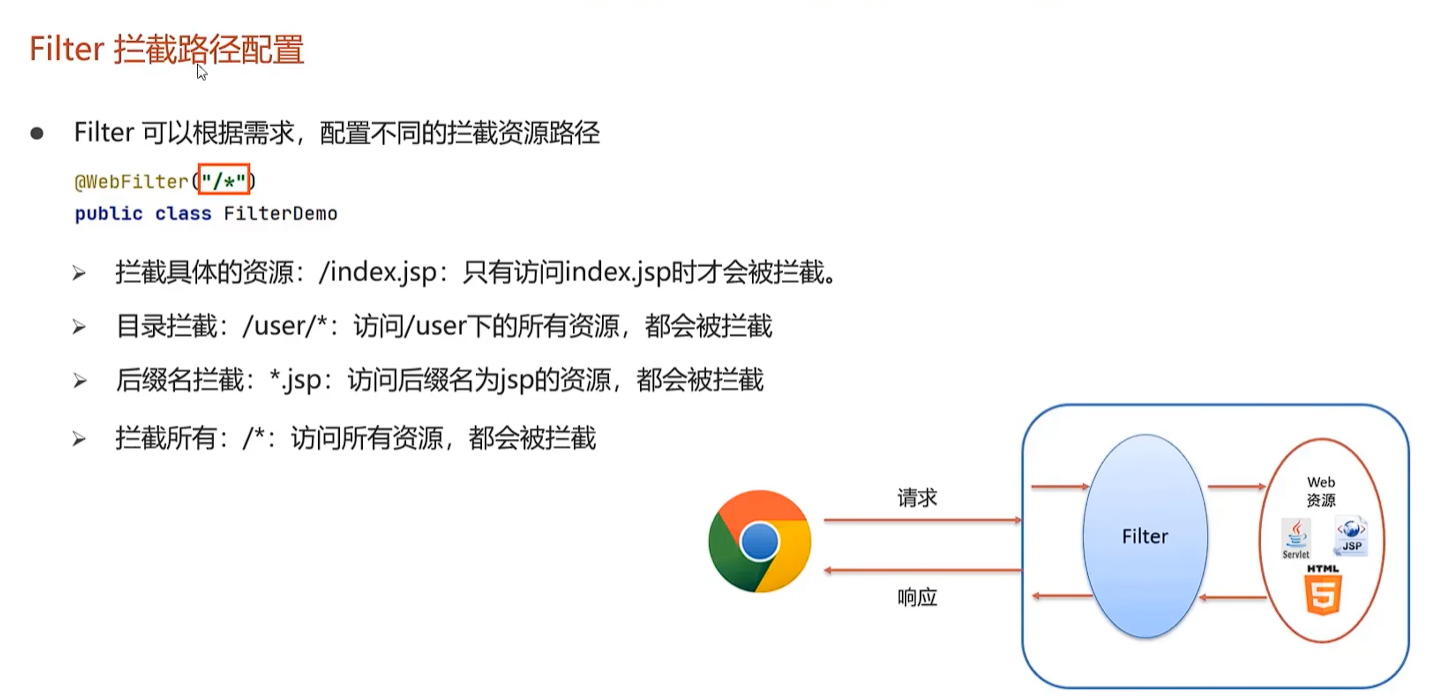 Filter 拦截路径配置
● Filter 可以根据需求，配置不同的拦截资源路径
@WebFilter("/*")
public class FilterDemo
➢ 拦截具体的资源：/index.jsp：只有访问index.jsp时才会被拦截。
➢ 目录拦截：/user/*：访问/user下的所有资源，都会被拦截
➢ 后缀名拦截：*.jsp：访问后缀名为jsp的资源，都会被拦截
➢ 拦截所有：/*：访问所有资源，都会被拦截
请求
响应
Filter
Web
资源
Servlet
JSP
HTML
5